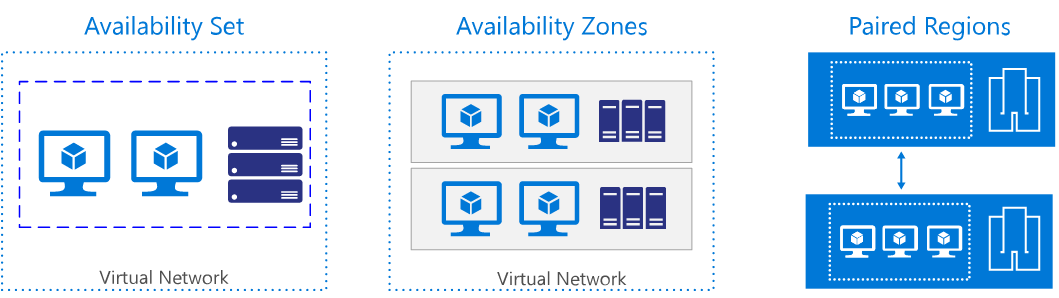 Availability Set
Availability Zones
Paired Regions
Virtual Network
Virtual Network